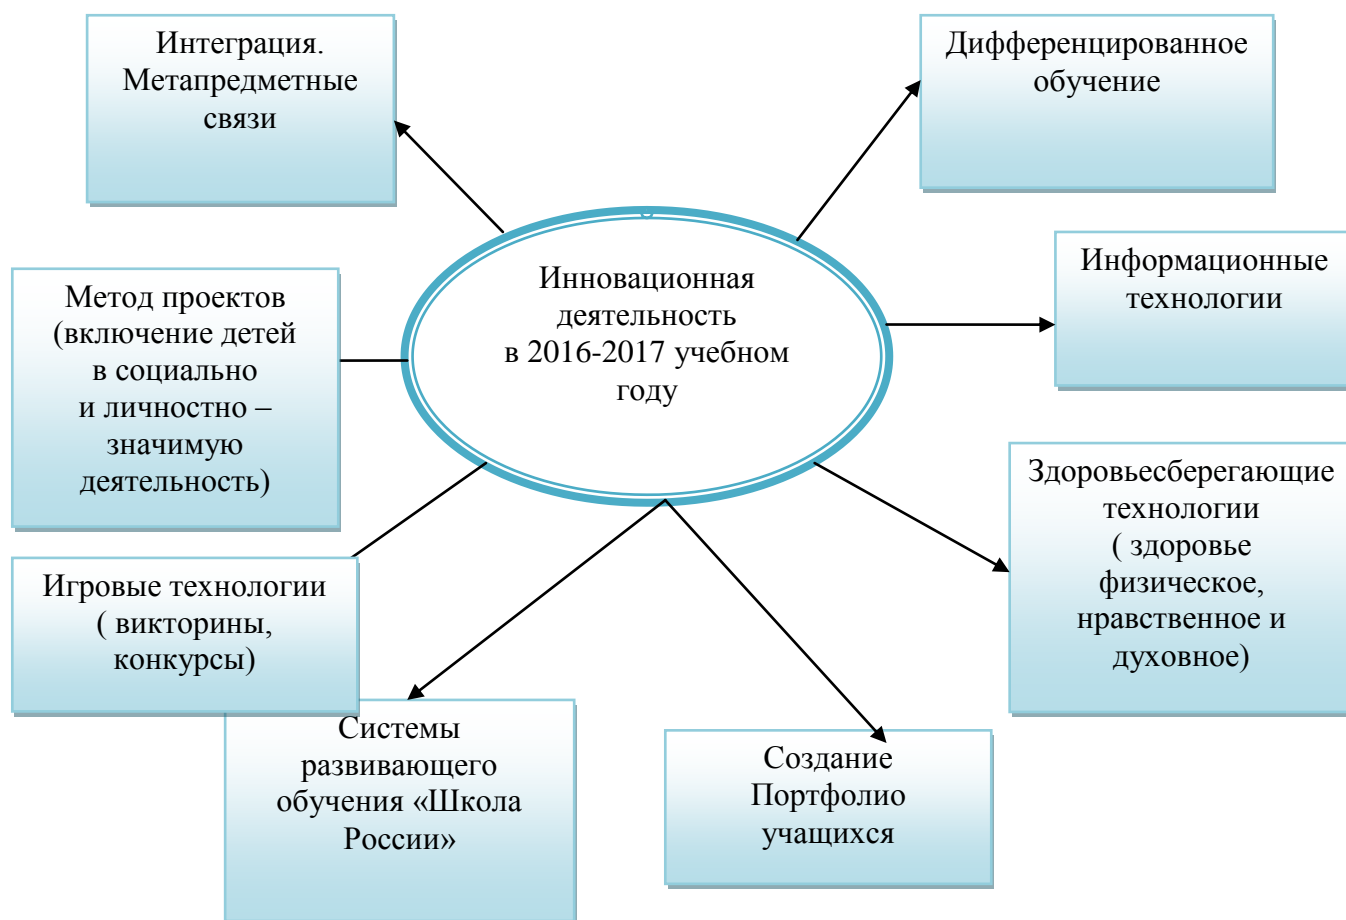 Интеграция.
Метапредметные
связи
Дифференцированное
обучение
Инновационная
деятельность
в 2016-2017 учебном
году
Информационные
технологии
Метод проектов
(включение детей
в социально
и личностно –
значимую
деятельность)
Здоровьесберегающие
технологии
( здоровье
физическое,
нравственное и
духовное)
Игровые технологии
( викторины,
конкурсы)
Системы
развивающего
обучения «Школа
России»
Создание
Портфолио
учащихся